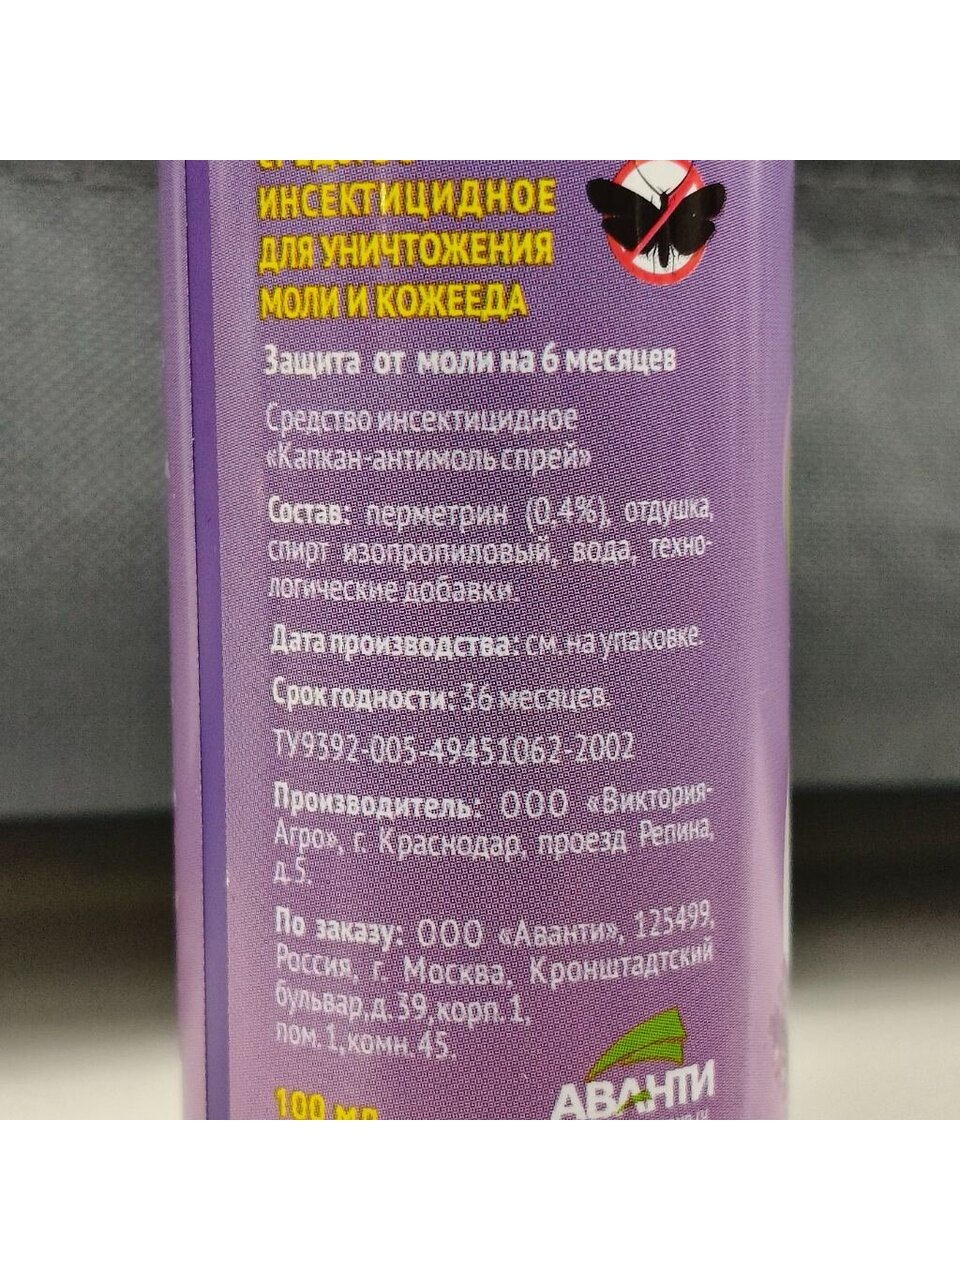 ИНСЕКТИЦИДНОЕ
ДЛЯ УНИЧТОЖЕНИЯ
МОЛИ И КОЖЕЕДА
Защита от моли на 6 месяцев
Средство инсектицидное
«Капкан-антимоль спрей»
Состав: перметрин (0,4%), отдушка,
спирт изопропиловый, вода, техно-
логические добавки.
Дата производства: см. на упаковке.
Срок годности: 36 месяцев.
ТУ9392-005-49451062-2002
Производитель: ООО «Виктория-
Агро», г. Краснодар, проезд Репина,
д.5.
По заказу: ООО «Аванти», 125499,
Россия, г. Москва, Кронштадтский
бульвар,д.39,корп.1,
пом.1,комн.45.
100 мл
АВАНТИ